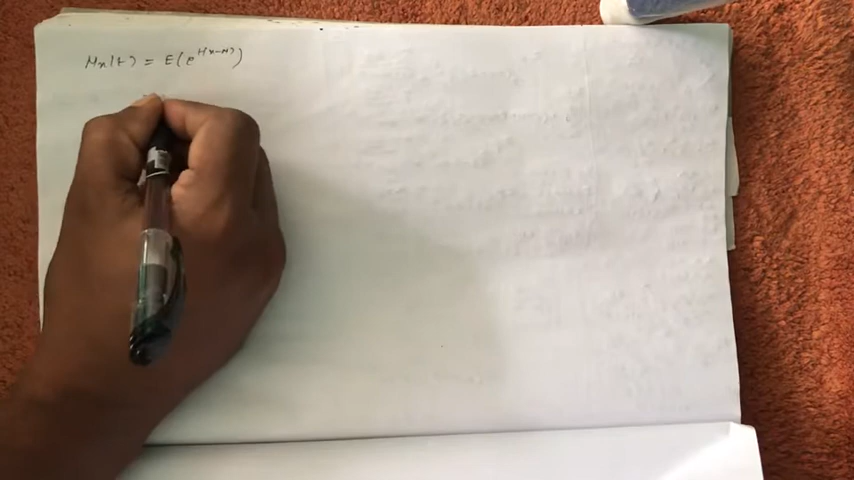 Mx(t) = E(e^t(x-μ))